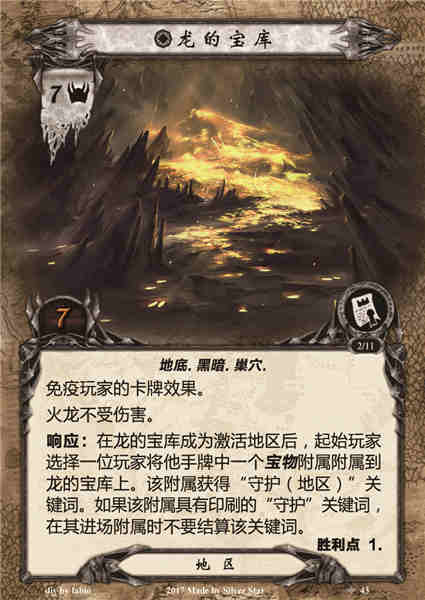 龙的宝库
7
7
2/11
地底. 黑暗. 巢穴.
免疫玩家的卡牌效果。
火龙不受伤害。
响应：在龙的宝库成为激活地区后，起始玩家
选择一位玩家将他手牌中一个宝物附属附属到
龙的宝库上。该附属获得“守护（地区）”关
键词。如果该附属具有印刷的“守护”关键词，
在其进场附属时不要结算该关键词。
胜利点 1.
地区
diy by fabio 2017 Made by Silver Star 43